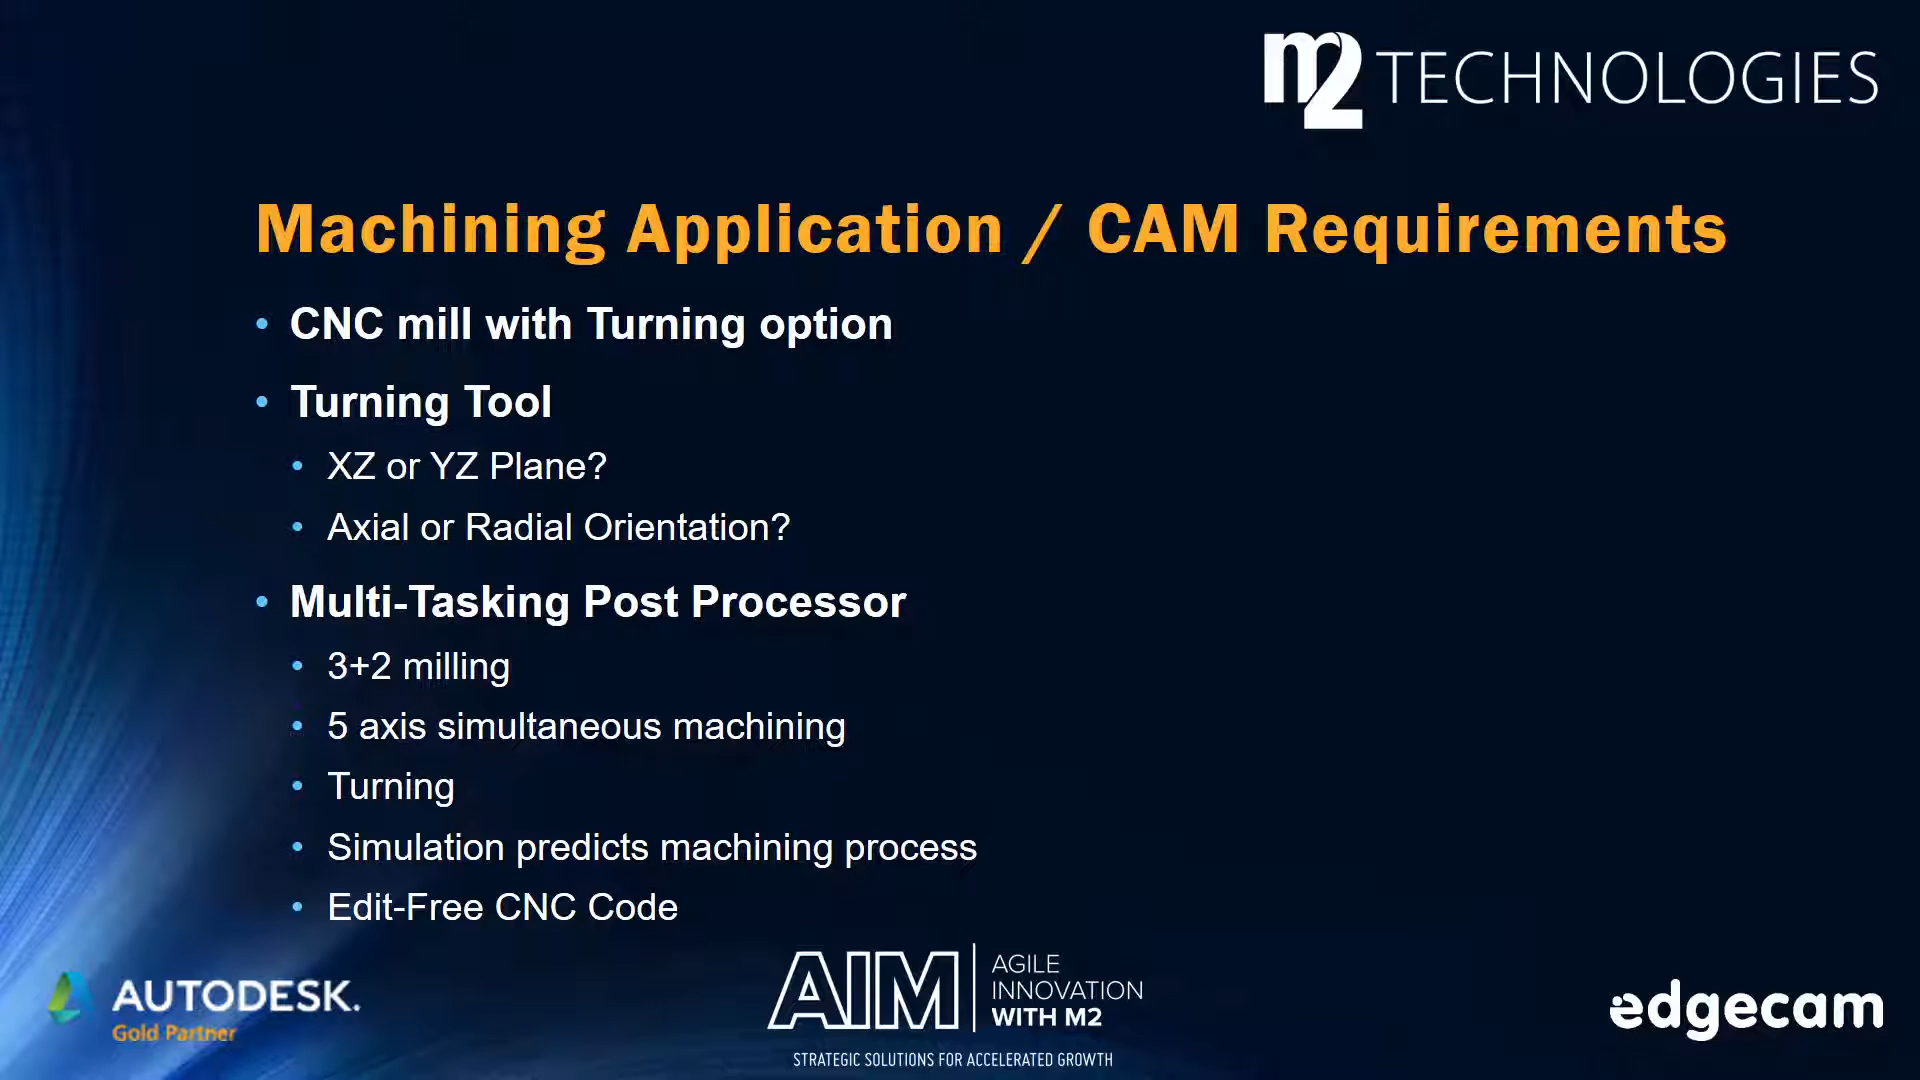 m2 TECHNOLOGIES
Machining Application / CAM Requirements
• CNC mill with Turning option
• Turning Tool
• XZ or YZ Plane?
• Axial or Radial Orientation?
• Multi-Tasking Post Processor
• 3+2 milling
• 5 axis simultaneous machining
• Turning
• Simulation predicts machining process
• Edit-Free CNC Code
AUTODESK.
Gold Partner
AIM
AGILE
INNOVATION
WITH M2
STRATEGIC SOLUTIONS FOR ACCELERATED GROWTH
edgecam